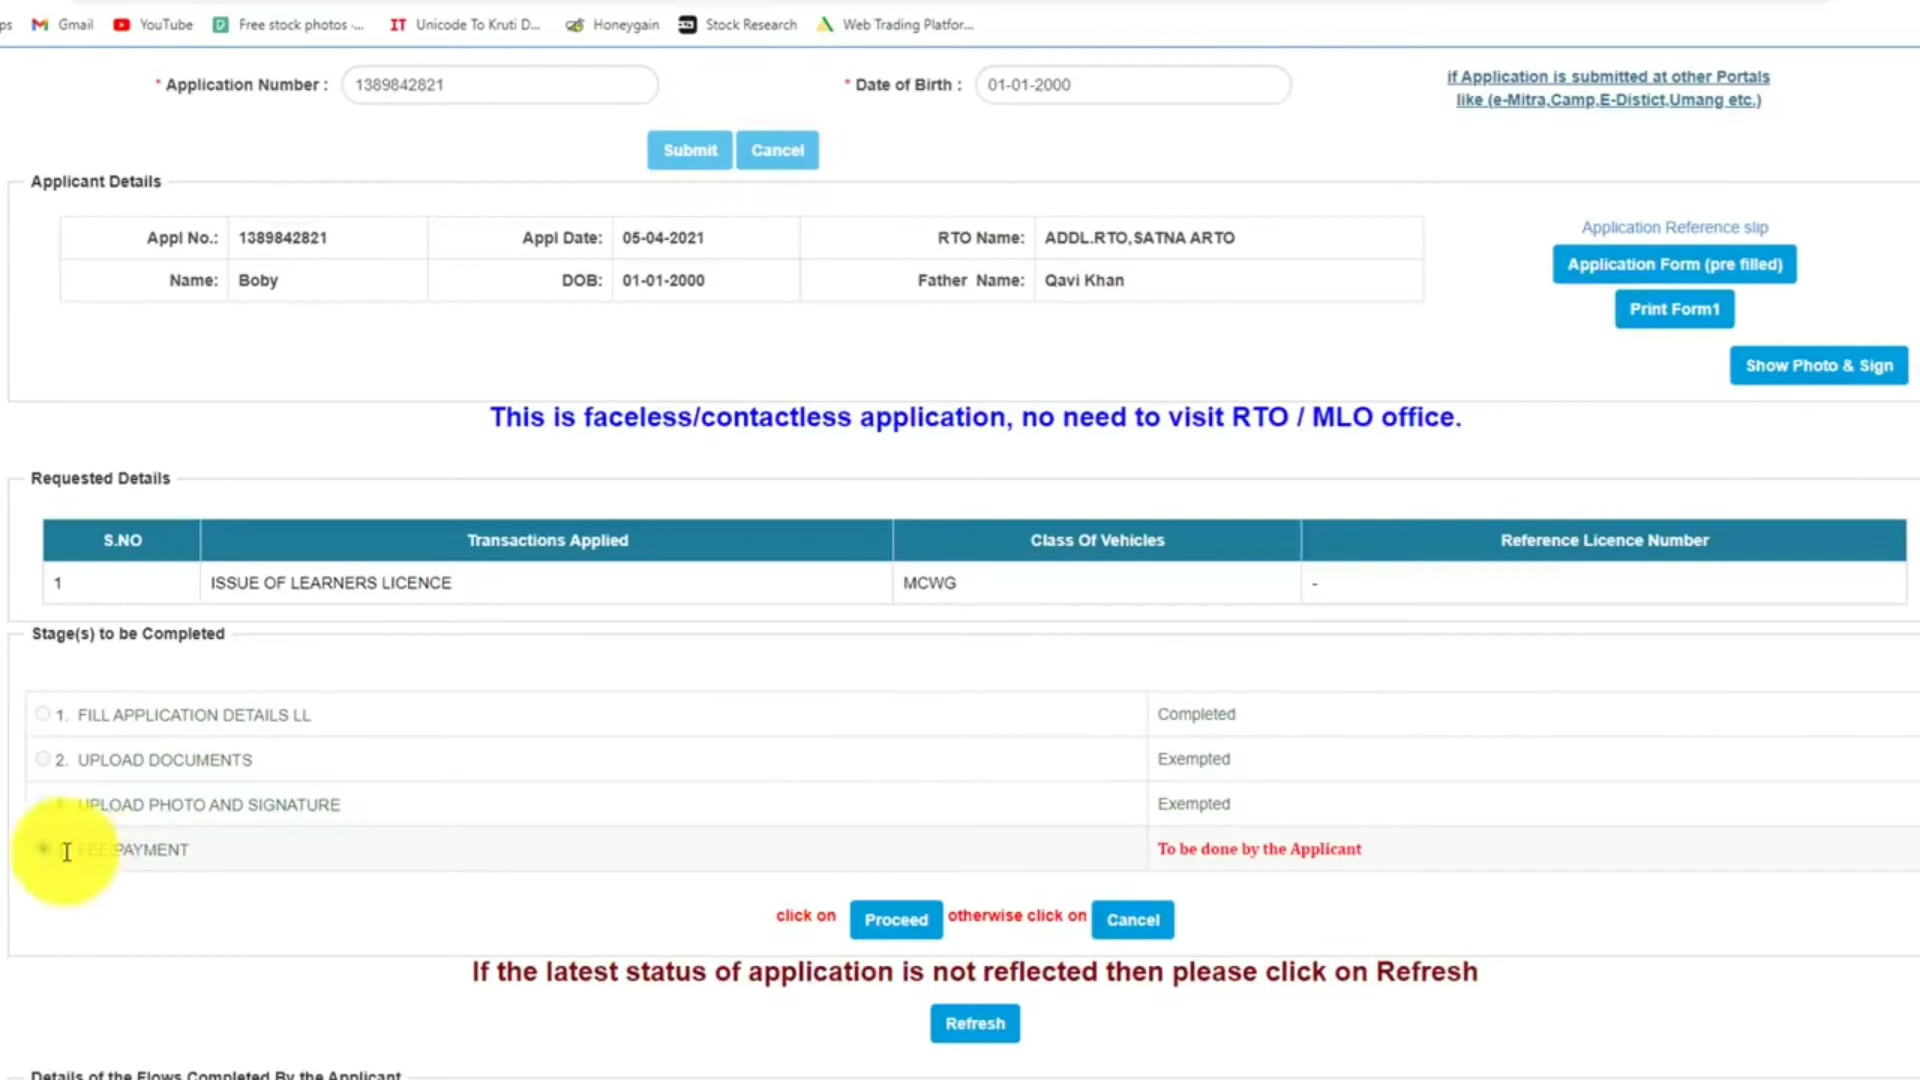 ps Gmail YouTube Free stock photos -... IT Unicode To Kruti D... Honeygain Stock Research Web Trading Platfor...
* Application Number : 1389842821 * Date of Birth : 01-01-2000 if Application is submitted at other Portals
like (e-Mitra,Camp,E-Distict,Umang etc.)
Submit Cancel
Applicant Details
Appl No.: 1389842821 Appl Date: 05-04-2021 RTO Name: ADDL.RTO,SATNA ARTO
Name: Boby DOB: 01-01-2000 Father Name: Qavi Khan
Application Reference slip
Application Form (pre filled)
Print Form1
Show Photo & Sign
This is faceless/contactless application, no need to visit RTO / MLO office.
Requested Details
S.NO Transactions Applied Class Of Vehicles Reference Licence Number
1 ISSUE OF LEARNERS LICENCE MCWG -
Stage(s) to be Completed
1. FILL APPLICATION DETAILS LL Completed
2. UPLOAD DOCUMENTS Exempted
UPLOAD PHOTO AND SIGNATURE Exempted
FEE PAYMENT To be done by the Applicant
click on Proceed otherwise click on Cancel
If the latest status of application is not reflected then please click on Refresh
Refresh
Details of the Flows Completed By the Applicant